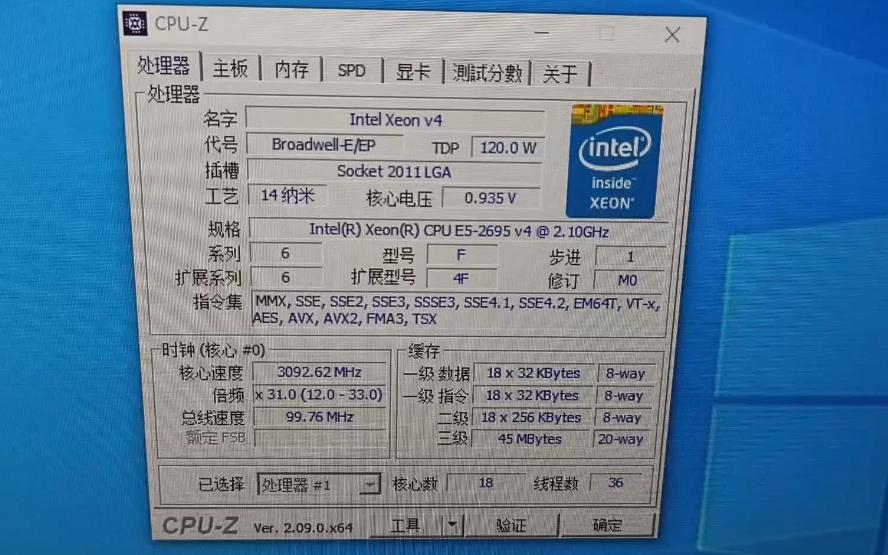 CPU-Z
处理器 主板 内存 SPD 显卡 測試分數 关于
处理器
名字 Intel Xeon v4
代号 Broadwell-E/EP TDP 120.0 W
插槽 Socket 2011 LGA
工艺 14 纳米 核心电压 0.935 V
intel
inside™
XEON®
规格 Intel(R) Xeon(R) CPU E5-2695 v4 @ 2.10GHz
系列 6 型号 F 步进 1
扩展系列 6 扩展型号 4F 修订 M0
指令集 MMX, SSE, SSE2, SSE3, SSSE3, SSE4.1, SSE4.2, EM64T, VT-x,
AES, AVX, AVX2, FMA3, TSX
时钟 (核心 #0)
核心速度 3092.62 MHz
倍频 x 31.0 (12.0 - 33.0)
总线速度 99.76 MHz
额定 FSB
缓存
一级 数据 18 x 32 KBytes 8-way
一级 指令 18 x 32 KBytes 8-way
二级 18 x 256 KBytes 8-way
三级 45 MBytes 20-way
已选择 处理器 #1 核心数 18 线程数 36
CPU-Z Ver. 2.09.0.x64 工具 验证 确定